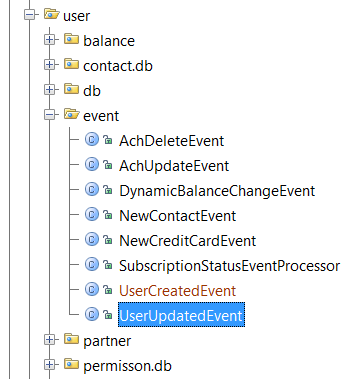 user
balance
contact.db
db
event
AchDeleteEvent
AchUpdateEvent
DynamicBalanceChangeEvent
NewContactEvent
NewCreditCardEvent
SubscriptionStatusEventProcessor
UserCreatedEvent
UserUpdatedEvent
partner
permisson.db